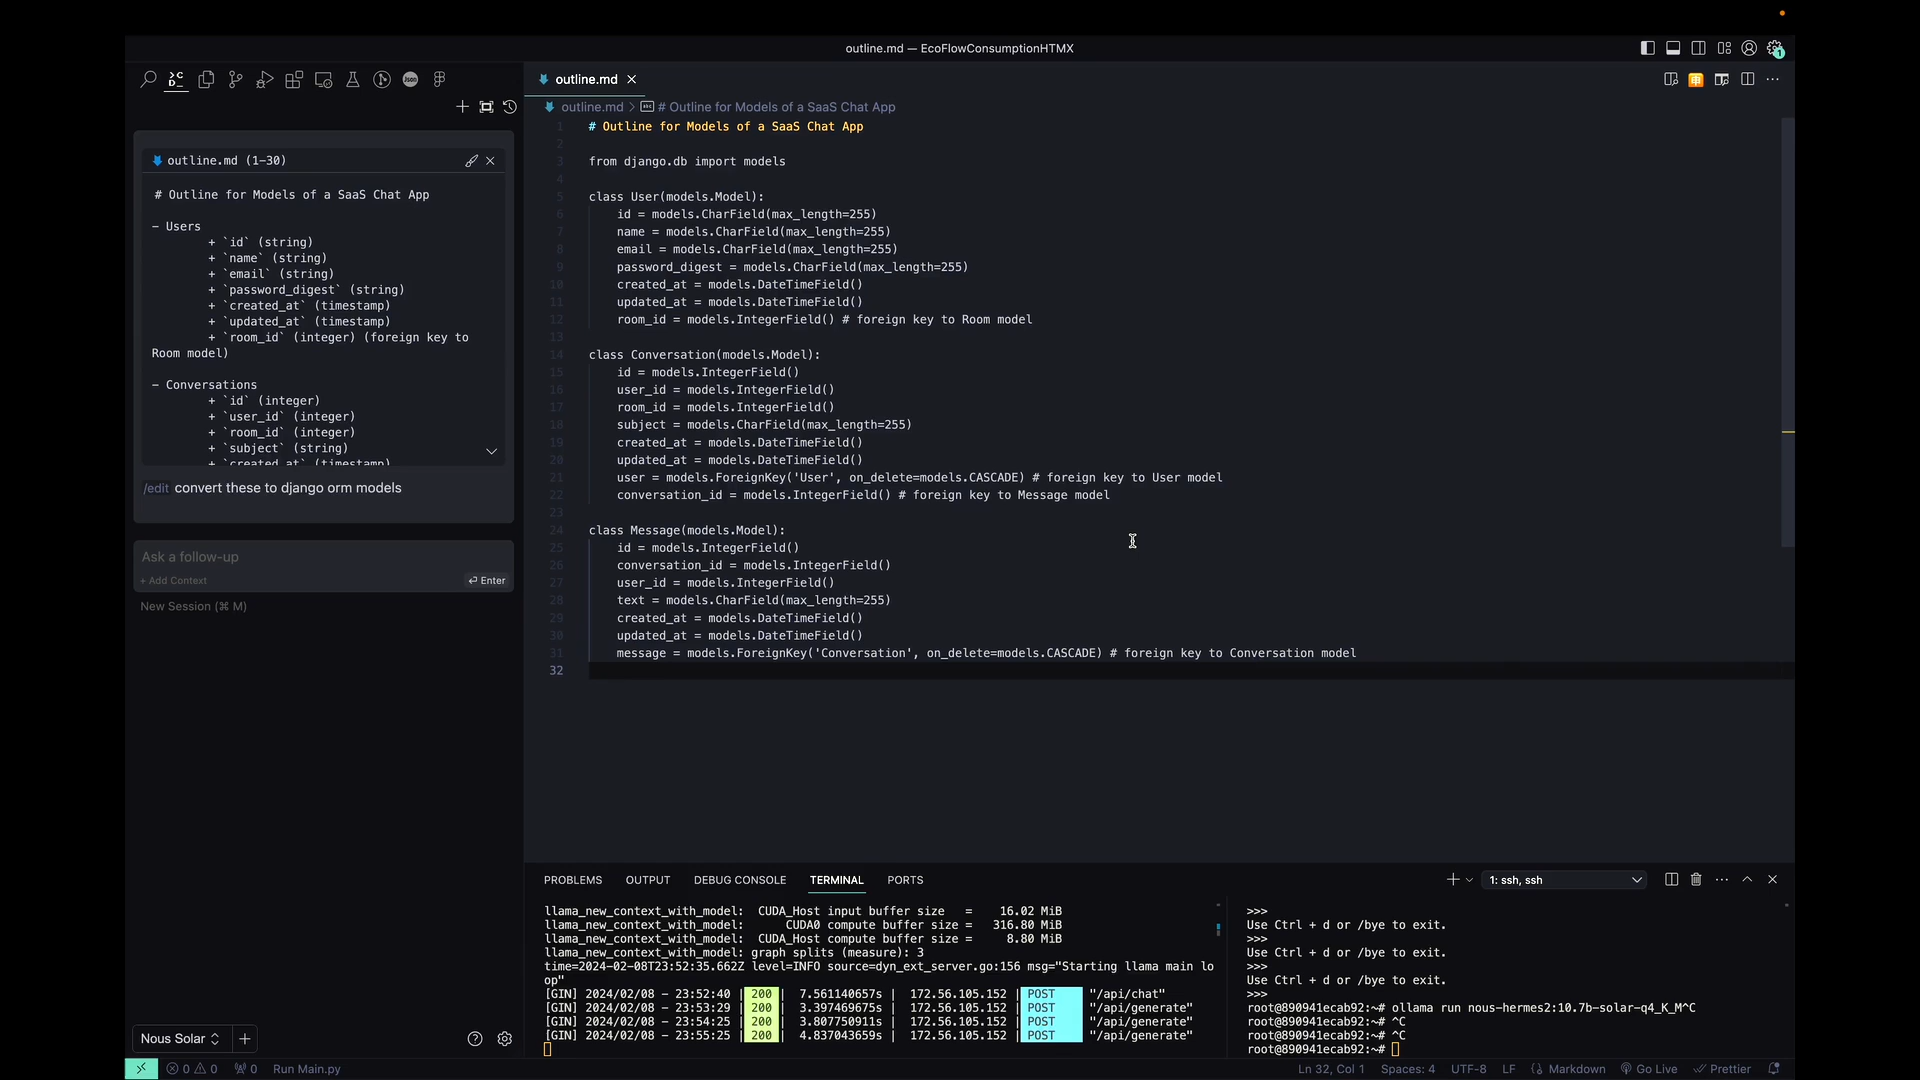 outline.md — EcoFlowConsumptionHTMX
1
outline.md
outline.md > # Outline for Models of a SaaS Chat App
outline.md (1-30)
# Outline for Models of a SaaS Chat App
- Users
+ `id` (string)
+ `name` (string)
+ `email` (string)
+ `password_digest` (string)
+ `created_at` (timestamp)
+ `updated_at` (timestamp)
+ `room_id` (integer) (foreign key to
Room model)
- Conversations
+ `id` (integer)
+ `user_id` (integer)
+ `room_id` (integer)
+ `subject` (string)
+ `created_at` (timestamp)
/edit convert these to django orm models
Ask a follow-up
+ Add Context
Enter
New Session (⌘ M)
Nous Solar
1 # Outline for Models of a SaaS Chat App
2
3 from django.db import models
4
5 class User(models.Model):
6 id = models.CharField(max_length=255)
7 name = models.CharField(max_length=255)
8 email = models.CharField(max_length=255)
9 password_digest = models.CharField(max_length=255)
10 created_at = models.DateTimeField()
11 updated_at = models.DateTimeField()
12 room_id = models.IntegerField() # foreign key to Room model
13
14 class Conversation(models.Model):
15 id = models.IntegerField()
16 user_id = models.IntegerField()
17 room_id = models.IntegerField()
18 subject = models.CharField(max_length=255)
19 created_at = models.DateTimeField()
20 updated_at = models.DateTimeField()
21 user = models.ForeignKey('User', on_delete=models.CASCADE) # foreign key to User model
22 conversation_id = models.IntegerField() # foreign key to Message model
23
24 class Message(models.Model):
25 id = models.IntegerField()
26 conversation_id = models.IntegerField()
27 user_id = models.IntegerField()
28 text = models.CharField(max_length=255)
29 created_at = models.DateTimeField()
30 updated_at = models.DateTimeField()
31 message = models.ForeignKey('Conversation', on_delete=models.CASCADE) # foreign key to Conversation model
32
PROBLEMS OUTPUT DEBUG CONSOLE TERMINAL PORTS
1: ssh, ssh
llama_new_context_with_model: CUDA_Host input buffer size = 16.02 MiB
llama_new_context_with_model: CUDA0 compute buffer size = 316.80 MiB
llama_new_context_with_model: CUDA_Host compute buffer size = 8.80 MiB
llama_new_context_with_model: graph splits (measure): 3
time=2024-02-08T23:52:35.662Z level=INFO source=dyn_ext_server.go:156 msg="Starting llama main lo
op"
[GIN] 2024/02/08 - 23:52:40 | 200 | 7.561140657s | 172.56.105.152 | POST "/api/chat"
[GIN] 2024/02/08 - 23:53:29 | 200 | 3.397469675s | 172.56.105.152 | POST "/api/generate"
[GIN] 2024/02/08 - 23:54:25 | 200 | 3.807750911s | 172.56.105.152 | POST "/api/generate"
[GIN] 2024/02/08 - 23:55:25 | 200 | 4.837043659s | 172.56.105.152 | POST "/api/generate"
>>>
Use Ctrl + d or /bye to exit.
>>>
Use Ctrl + d or /bye to exit.
>>>
Use Ctrl + d or /bye to exit.
>>>
root@890941ecab92:~# ollama run nous-hermes2:10.7b-solar-q4_K_M^C
root@890941ecab92:~# ^C
root@890941ecab92:~# ^C
root@890941ecab92:~#
0 0 0 Run Main.py
Ln 32, Col 1 Spaces: 4 UTF-8 LF Markdown Go Live Prettier